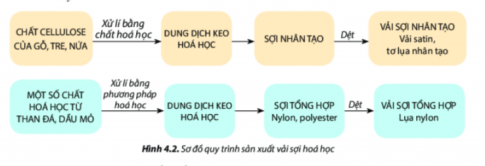 CHẤT CELLULOSE
CỦA GỖ, TRE, NỨA
Xử lí bằng
chất hoá học
DUNG DỊCH KEO
HOÁ HỌC
SỢI NHÂN TẠO
Dệt
VẢI SỢI NHÂN TẠO
Vải satin,
tơ lụa nhân tạo
MỘT SỐ CHẤT
HOÁ HỌC TỪ
THAN ĐÁ, DẦU MỎ
Xử lí bằng
phương pháp
hoá học
DUNG DỊCH KEO
HOÁ HỌC
SỢI TỔNG HỢP
Nylon, polyester
Dệt
VẢI SỢI TỔNG HỢP
Lụa nylon
Hình 4.2. Sơ đồ quy trình sản xuất vải sợi hoá học